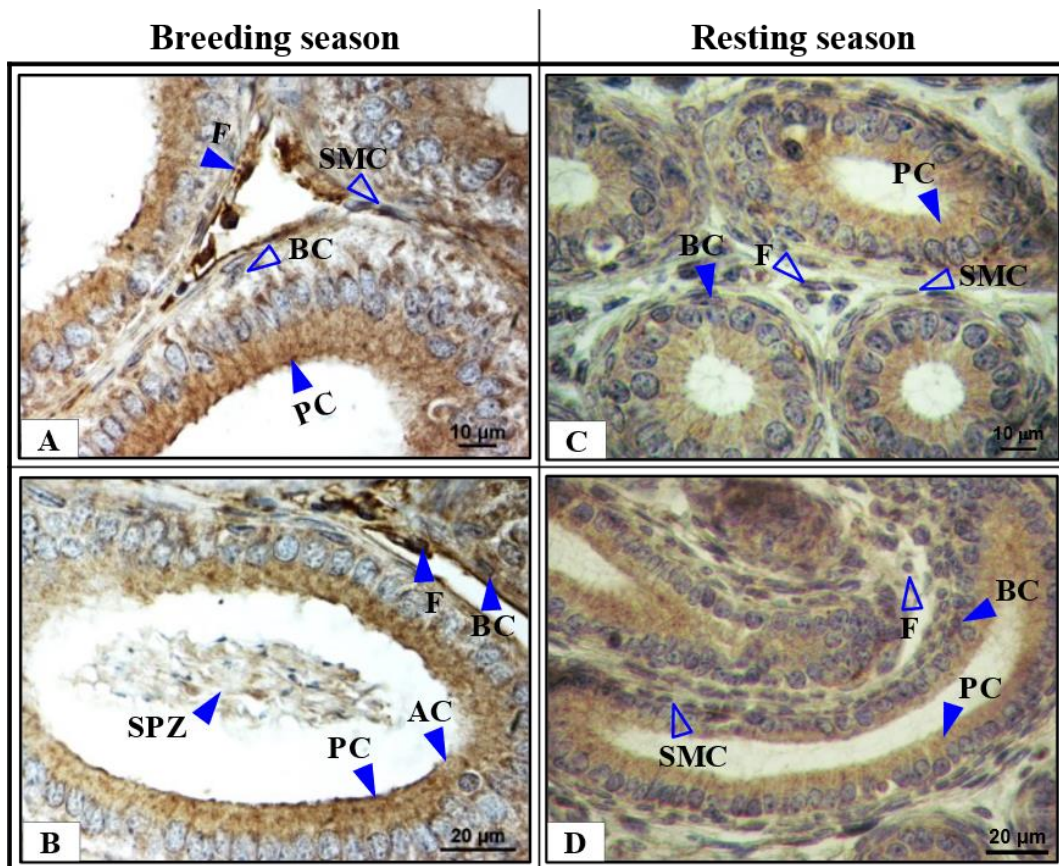 Breeding season
Resting season
F
SMC
BC
PC
A
10 µm
PC
BC
F
SMC
C
10 µm
F
BC
SPZ
AC
PC
B
20 µm
BC
F
PC
SMC
D
20 µm